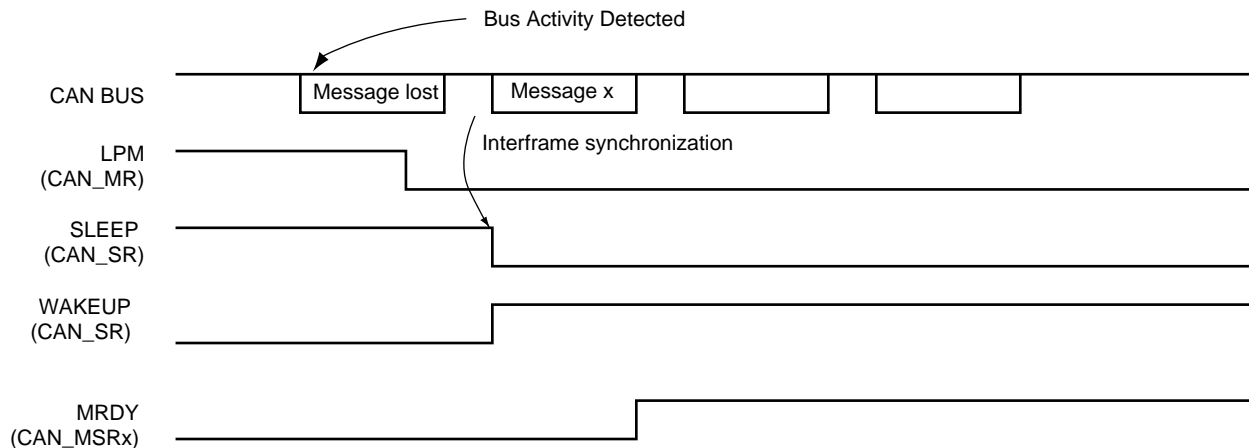 Bus Activity Detected
CAN BUS
Message lost
Message x
Interframe synchronization
LPM
(CAN_MR)
SLEEP
(CAN_SR)
WAKEUP
(CAN_SR)
MRDY
(CAN_MSRx)